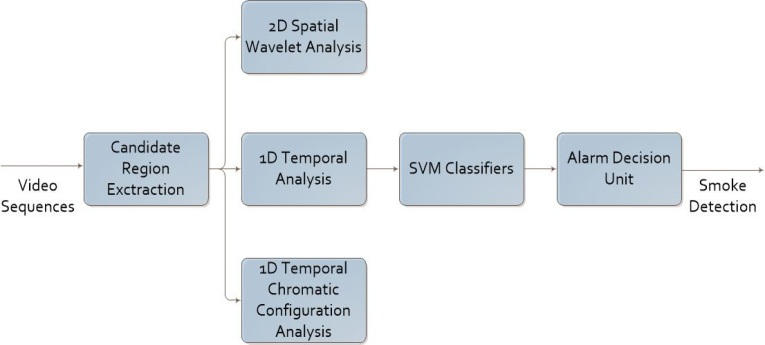 2D Spatial
Wavelet Analysis
Candidate
Region
Exctraction
1D Temporal
Analysis
SVM Classifiers
Alarm Decision
Unit
Video
Sequences
Smoke
Detection
1D Temporal
Chromatic
Configuration
Analysis